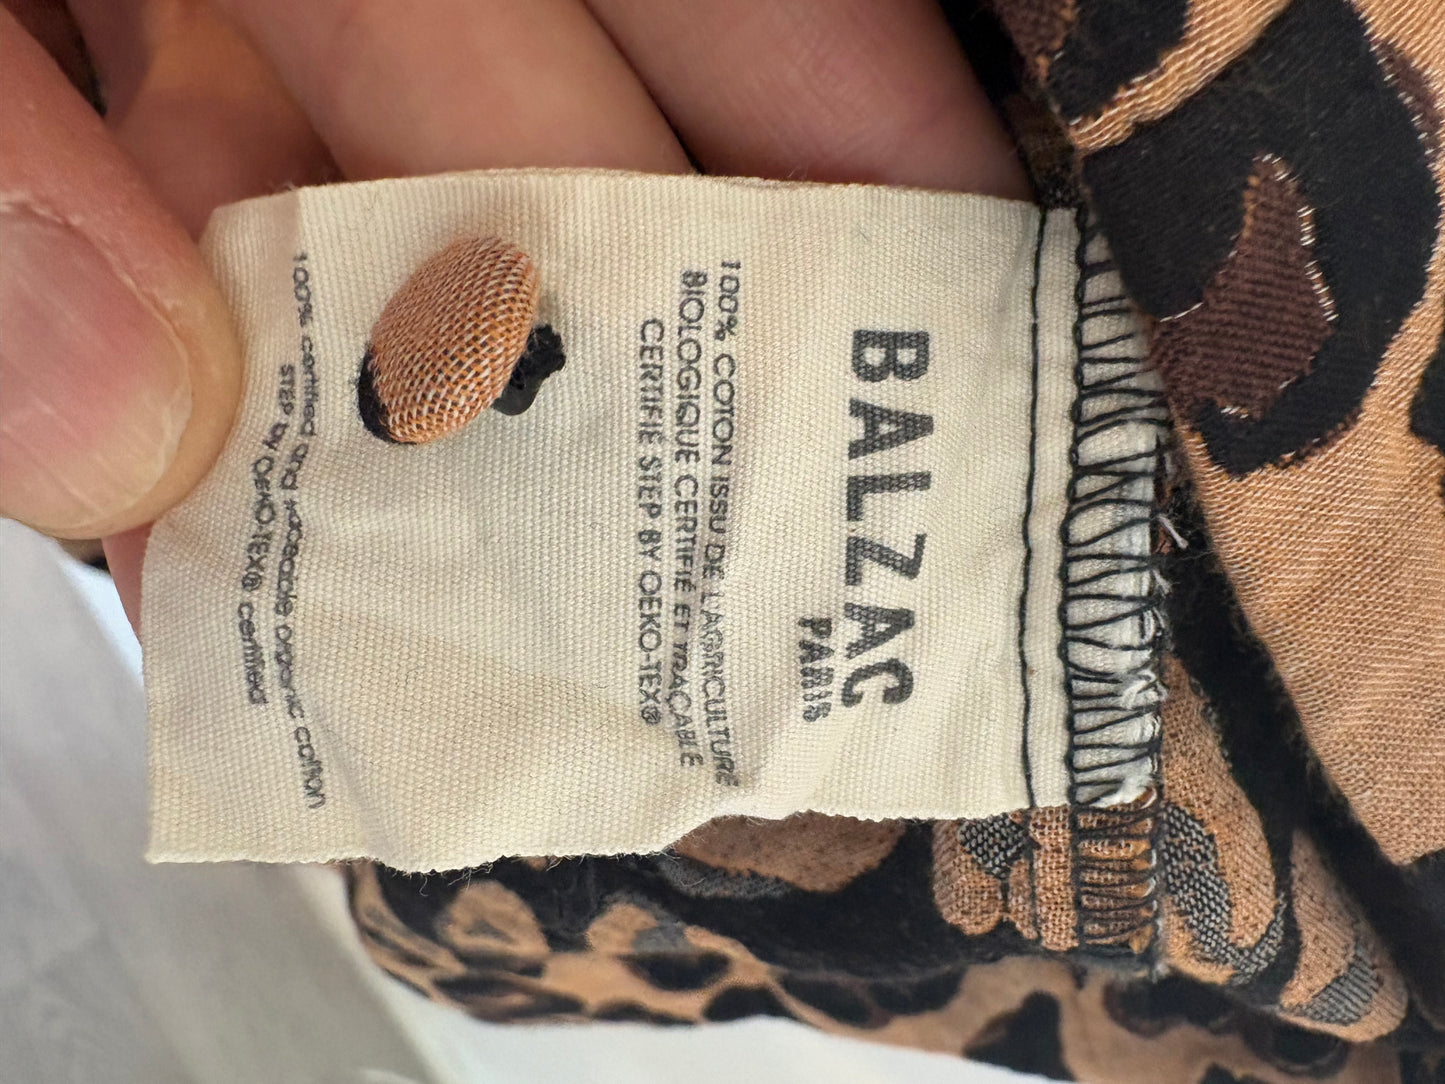 BALZAC
PARIS
100% COTON ISSU DE L'AGRICULTURE
BIOLOGIQUE CERTIFIÉ ET TRAÇABLE
CERTIFIÉ STEP BY OEKO-TEX®
100% certified and traceable organic cotton
STEP by OEKO-TEX® certified